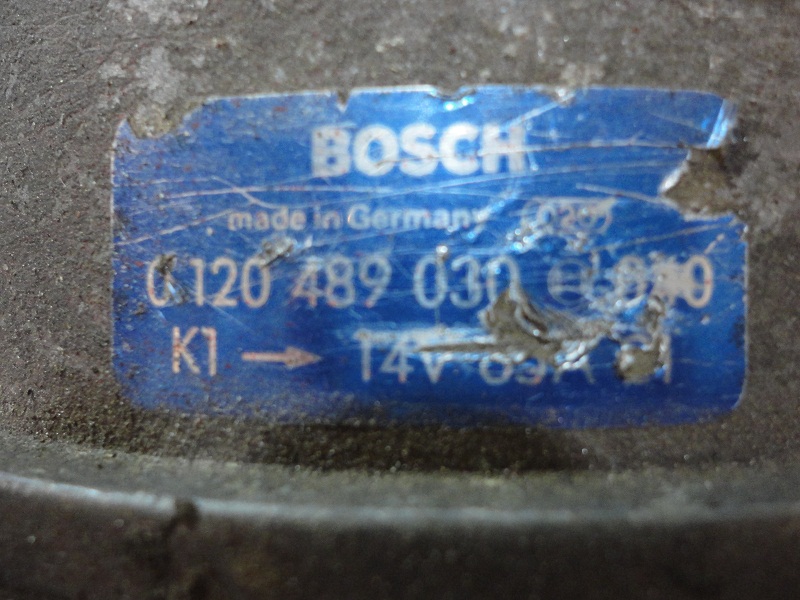 BOSCH
made in Germany
0 120 489 030
K1 → 14V